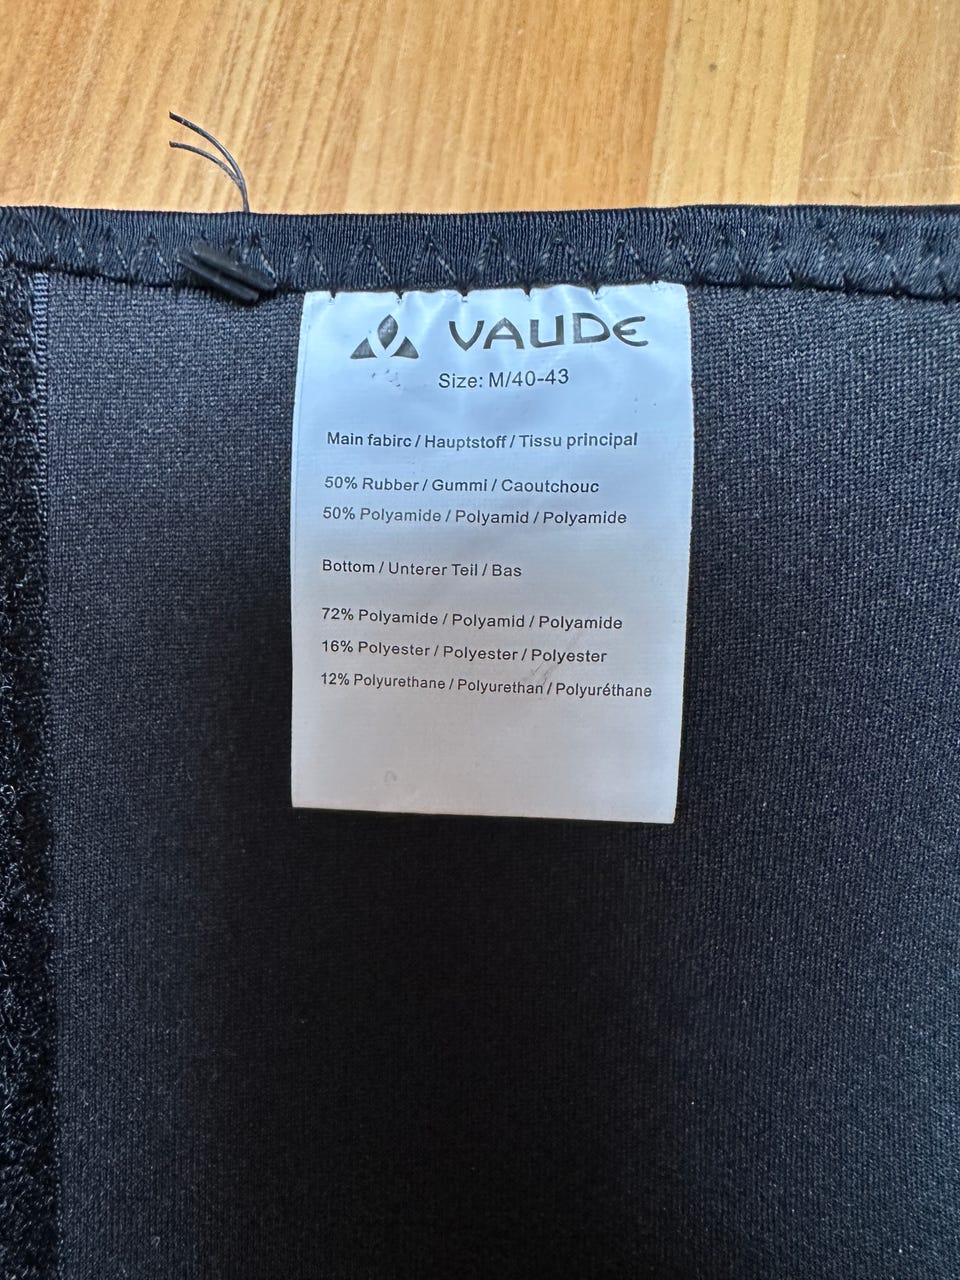 VAUDE
Size: M/40-43
Main fabirc / Hauptstoff / Tissu principal
50% Rubber / Gummi / Caoutchouc
50% Polyamide / Polyamid / Polyamide
Bottom / Unterer Teil / Bas
72% Polyamide / Polyamid / Polyamide
16% Polyester / Polyester / Polyester
12% Polyurethane / Polyurethan / Polyuréthane